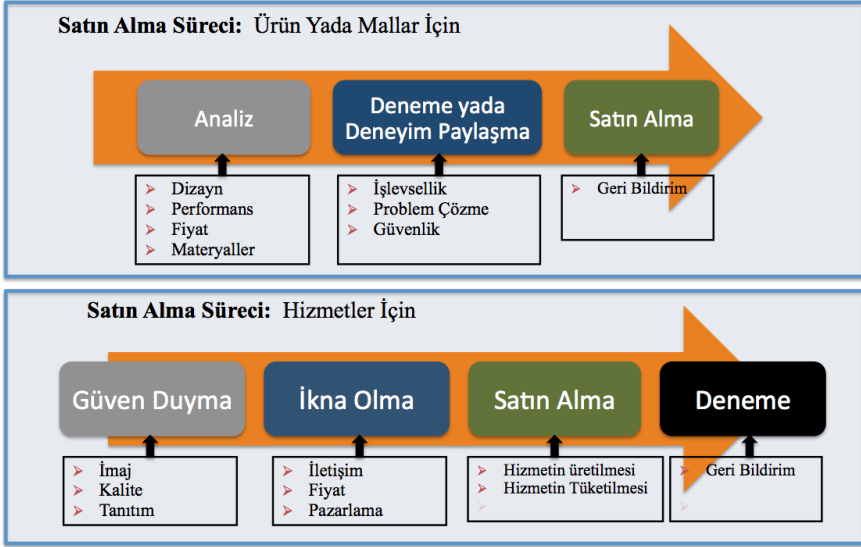 Satın Alma Süreci: Ürün Yada Mallar İçin
Analiz
Deneme yada
Deneyim Paylaşma
Satın Alma
Dizayn
Performans
Fiyat
Materyaller
İşlevsellik
Problem Çözme
Güvenlik
Geri Bildirim
Satın Alma Süreci: Hizmetler İçin
Güven Duyma
İkna Olma
Satın Alma
Deneme
İmaj
Kalite
Tanıtım
İletişim
Fiyat
Pazarlama
Hizmetin üretilmesi
Hizmetin Tüketilmesi
Geri Bildirim